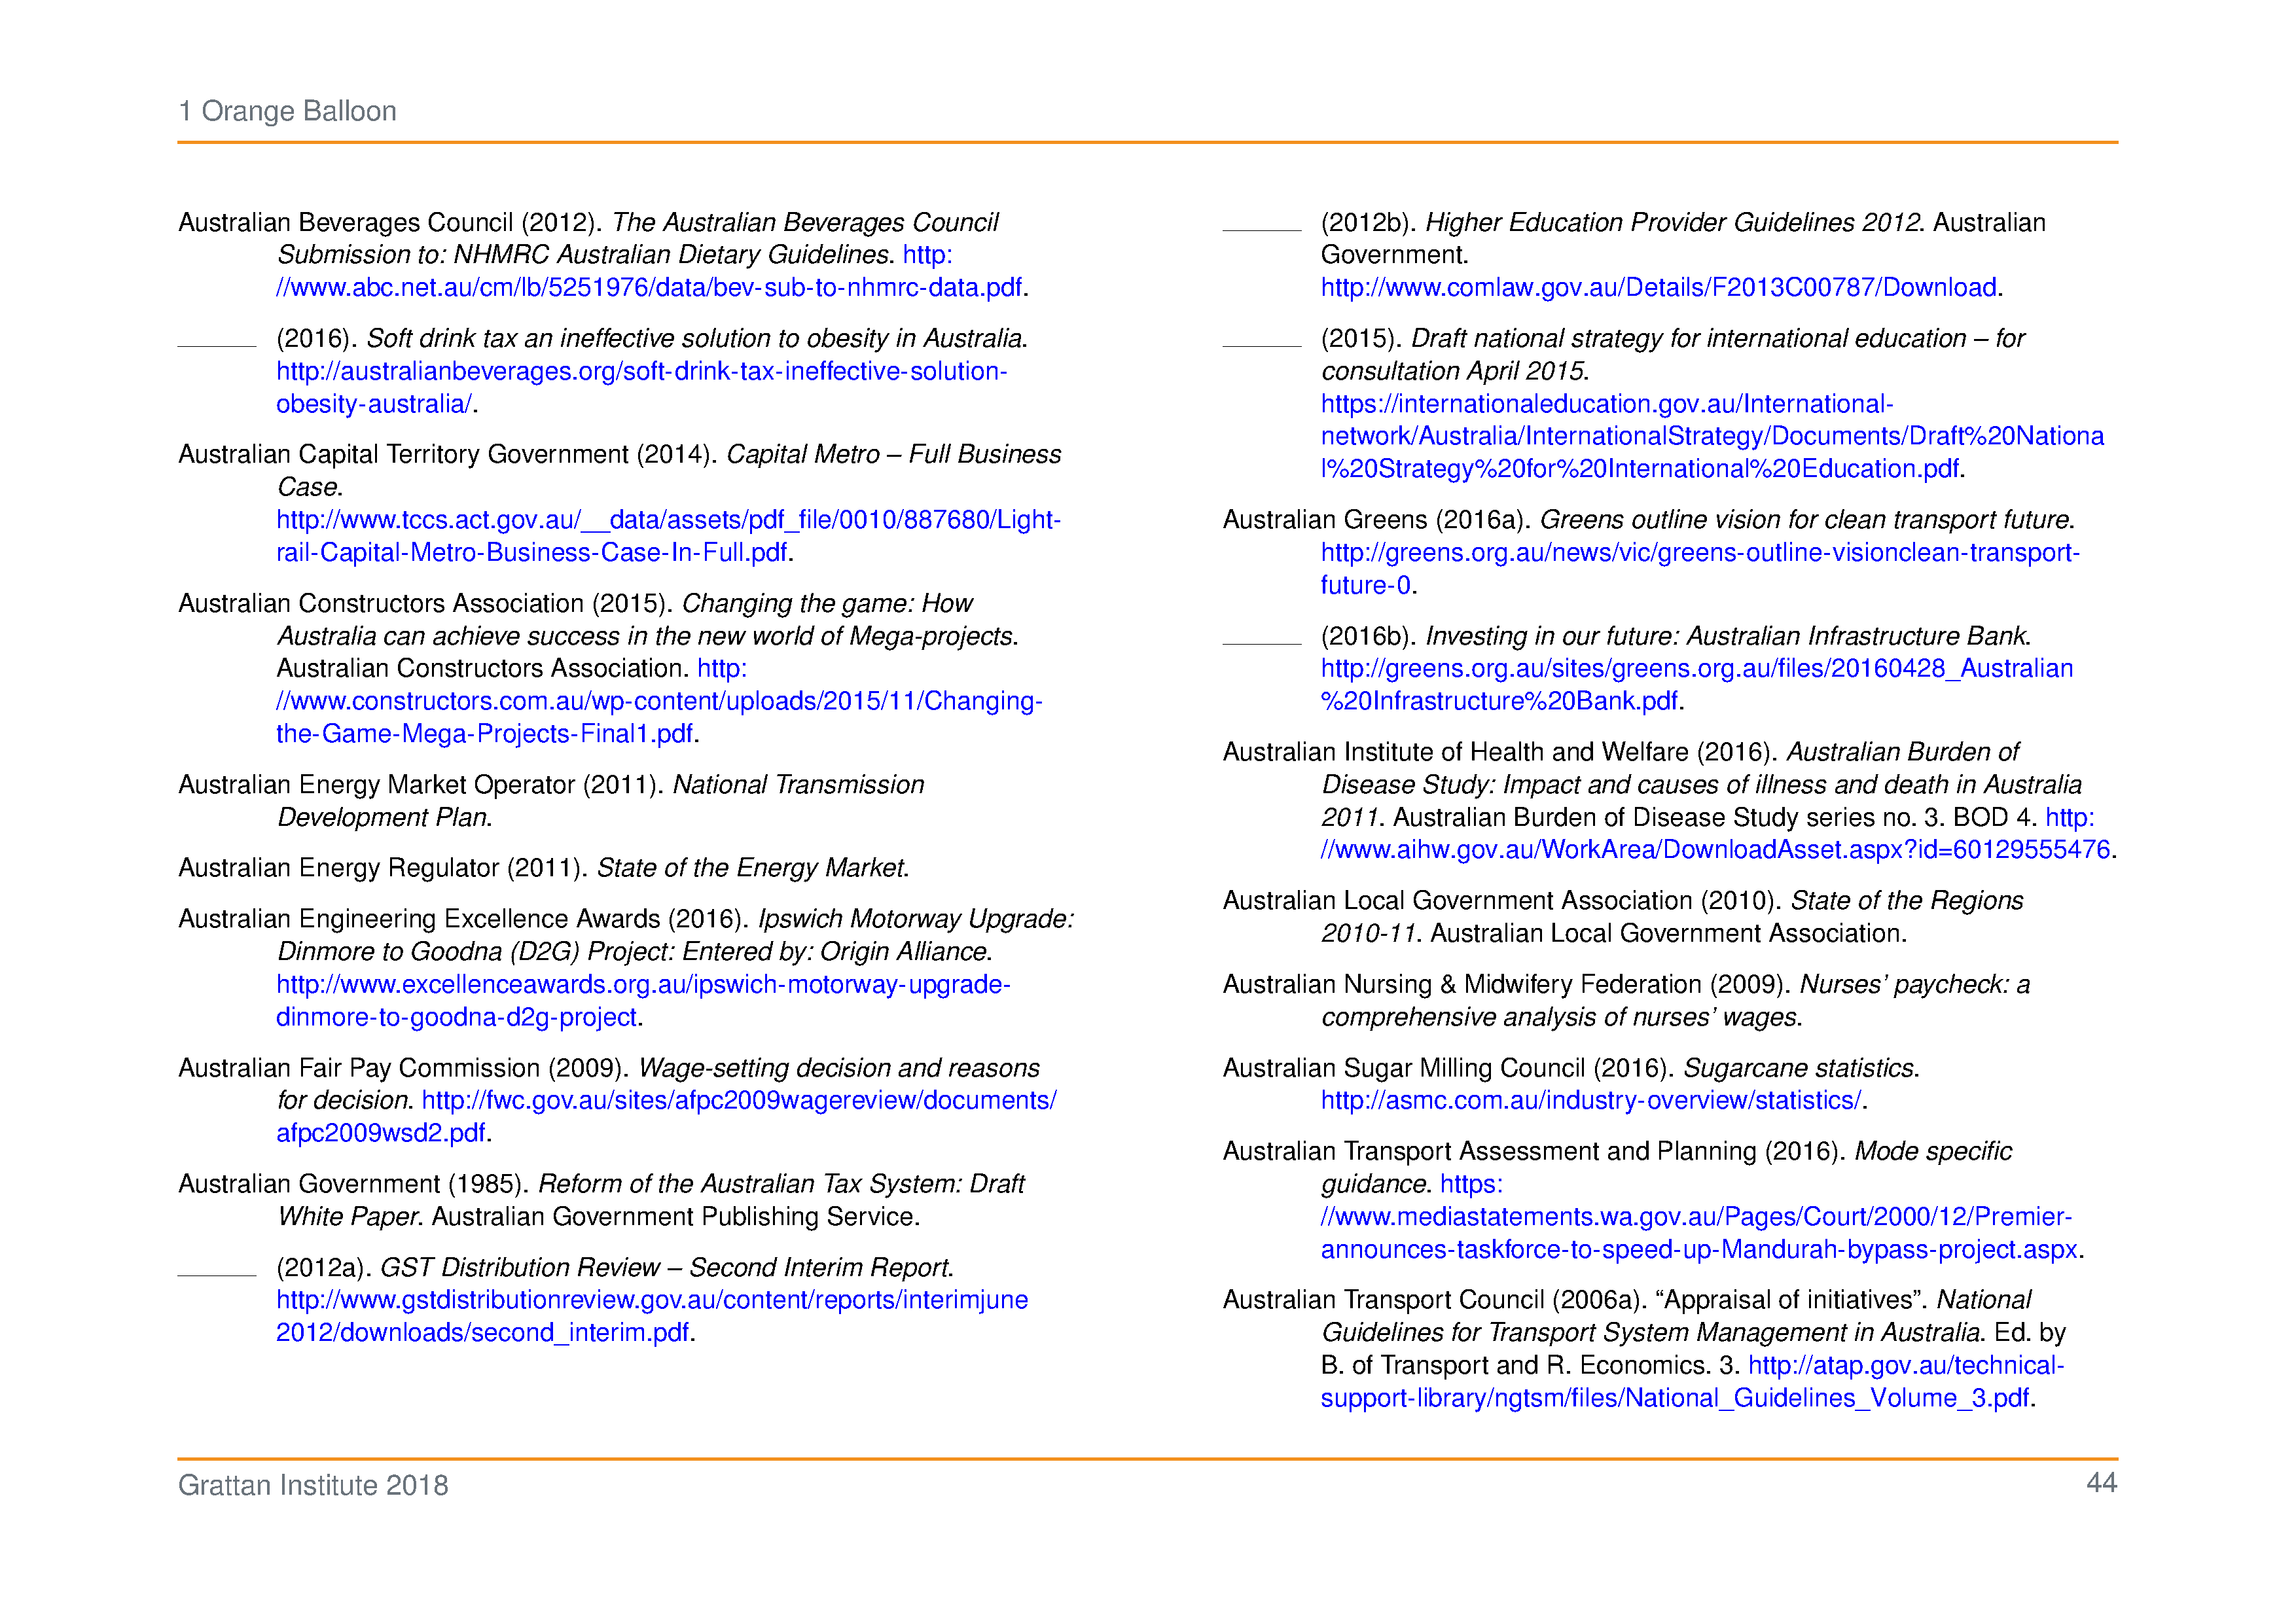 1 Orange Balloon
Australian Beverages Council (2012). The Australian Beverages Council
Submission to: NHMRC Australian Dietary Guidelines. http:
//www.abc.net.au/cm/lb/5251976/data/bev-sub-to-nhmrc-data.pdf.
(2016). Soft drink tax an ineffective solution to obesity in Australia.
http://australianbeverages.org/soft-drink-tax-ineffective-solution-
obesity-australia/.
Australian Capital Territory Government (2014). Capital Metro – Full Business
Case.
http://www.tccs.act.gov.au/__data/assets/pdf_file/0010/887680/Light-
rail-Capital-Metro-Business-Case-In-Full.pdf.
Australian Constructors Association (2015). Changing the game: How
Australia can achieve success in the new world of Mega-projects.
Australian Constructors Association. http:
//www.constructors.com.au/wp-content/uploads/2015/11/Changing-
the-Game-Mega-Projects-Final1.pdf.
Australian Energy Market Operator (2011). National Transmission
Development Plan.
Australian Energy Regulator (2011). State of the Energy Market.
Australian Engineering Excellence Awards (2016). Ipswich Motorway Upgrade:
Dinmore to Goodna (D2G) Project: Entered by: Origin Alliance.
http://www.excellenceawards.org.au/ipswich-motorway-upgrade-
dinmore-to-goodna-d2g-project.
Australian Fair Pay Commission (2009). Wage-setting decision and reasons
for decision. http://fwc.gov.au/sites/afpc2009wagereview/documents/
afpc2009wsd2.pdf.
Australian Government (1985). Reform of the Australian Tax System: Draft
White Paper. Australian Government Publishing Service.
(2012a). GST Distribution Review – Second Interim Report.
http://www.gstdistributionreview.gov.au/content/reports/interimjune
2012/downloads/second_interim.pdf.
(2012b). Higher Education Provider Guidelines 2012. Australian
Government.
http://www.comlaw.gov.au/Details/F2013C00787/Download.
(2015). Draft national strategy for international education – for
consultation April 2015.
https://internationaleducation.gov.au/International-
network/Australia/InternationalStrategy/Documents/Draft%20Nationa
l%20Strategy%20for%20International%20Education.pdf.
Australian Greens (2016a). Greens outline vision for clean transport future.
http://greens.org.au/news/vic/greens-outline-visionclean-transport-
future-0.
(2016b). Investing in our future: Australian Infrastructure Bank.
http://greens.org.au/sites/greens.org.au/files/20160428_Australian
%20Infrastructure%20Bank.pdf.
Australian Institute of Health and Welfare (2016). Australian Burden of
Disease Study: Impact and causes of illness and death in Australia
2011. Australian Burden of Disease Study series no. 3. BOD 4. http:
//www.aihw.gov.au/WorkArea/DownloadAsset.aspx?id=60129555476.
Australian Local Government Association (2010). State of the Regions
2010-11. Australian Local Government Association.
Australian Nursing & Midwifery Federation (2009). Nurses’ paycheck: a
comprehensive analysis of nurses’ wages.
Australian Sugar Milling Council (2016). Sugarcane statistics.
http://asmc.com.au/industry-overview/statistics/.
Australian Transport Assessment and Planning (2016). Mode specific
guidance. https:
//www.mediastatements.wa.gov.au/Pages/Court/2000/12/Premier-
announces-taskforce-to-speed-up-Mandurah-bypass-project.aspx.
Australian Transport Council (2006a). “Appraisal of initiatives”. National
Guidelines for Transport System Management in Australia. Ed. by
B. of Transport and R. Economics. 3. http://atap.gov.au/technical-
support-library/ngtsm/files/National_Guidelines_Volume_3.pdf.
Grattan Institute 2018
44